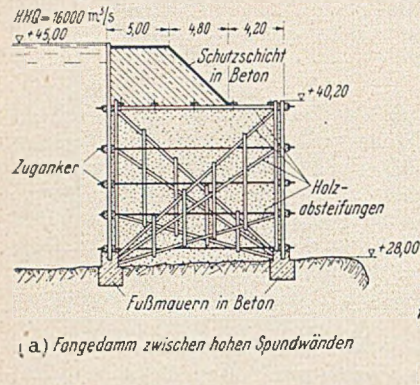 HHQ = 16000 m³/s
+45,00
5,00 4,80 4,20
Schutzschicht
in Beton
+40,20
Zuganker
Holz-
absteifungen
+28,00
Fußmauern in Beton
(a) Fangedamm zwischen hohen Spundwänden